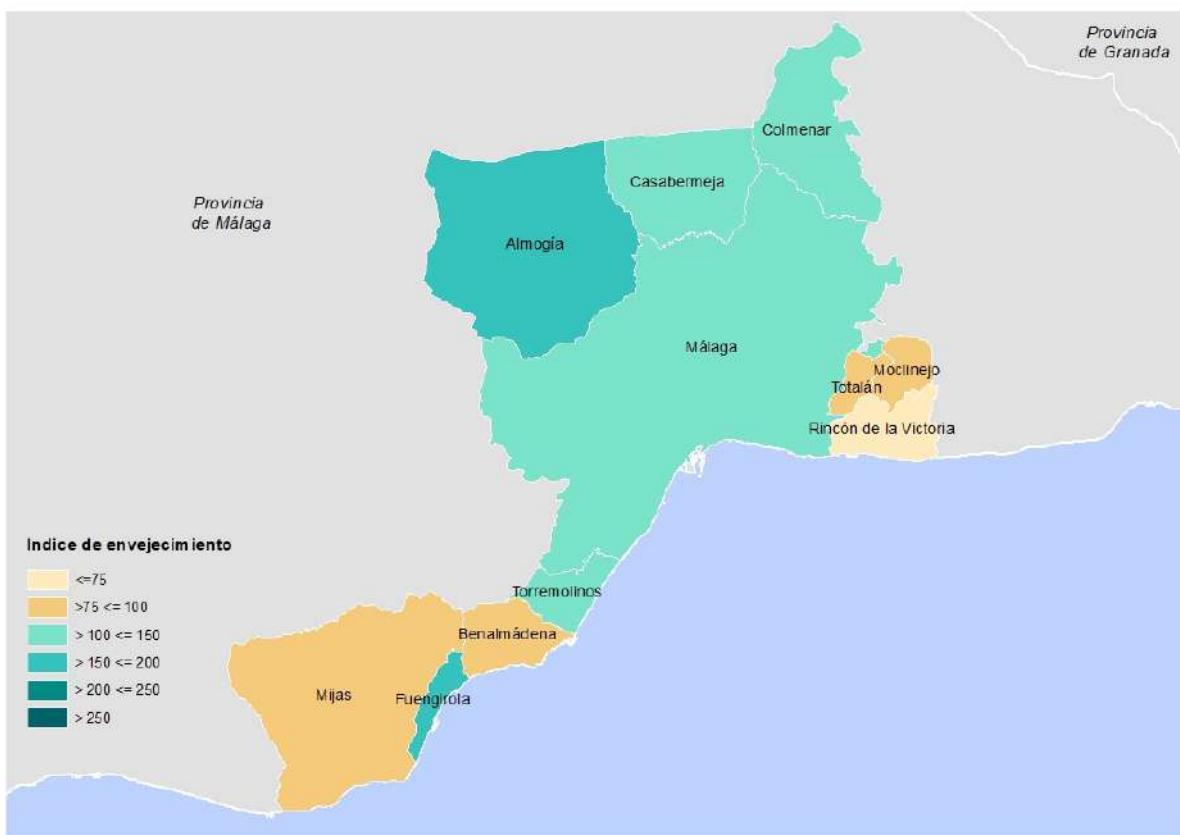 Provincia
de Granada
Colmenar
Casabermeja
Provincia
de Málaga
Almogía
Málaga
Moclinejo
Totalán
Rincón de la Victoria
Indice de envejecimiento
<=75
>75 <= 100
> 100 <= 150
> 150 <= 200
> 200 <= 250
> 250
Torremolinos
Benalmádena
Mijas
Fuengirola